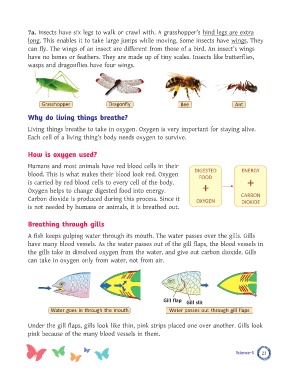 7a. Insects have six legs to walk or crawl with. A grasshopper's hind legs are extra
long. This enables it to take large jumps while moving. Some insects have wings. They
can fly. The wings of an insect are different from those of a bird. An insect's wings
have no bones or feathers. They are made up of tiny scales. Insects like butterflies,
wasps and dragonflies have four wings.
Grasshopper Dragonfly Bee Ant
Why do living things breathe?
Living things breathe to take in oxygen. Oxygen is very important for staying alive.
Each cell of a living thing's body needs oxygen to survive.
How is oxygen used?
Humans and most animals have red blood cells in their
blood. This is what makes their blood look red. Oxygen
is carried by red blood cells to every cell of the body.
Oxygen helps to change digested food into energy.
Carbon dioxide is produced during this process. Since it
is not needed by humans or animals, it is breathed out.
DIGESTED
FOOD
+
OXYGEN
ENERGY
+
CARBON
DIOXIDE
Breathing through gills
A fish keeps gulping water through its mouth. The water passes over the gills. Gills
have many blood vessels. As the water passes out of the gill flaps, the blood vessels in
the gills take in dissolved oxygen from the water, and give out carbon dioxide. Gills
can take in oxygen only from water, not from air.
Gill flap Gill slit
Water goes in through the mouth Water passes out through gill flaps
Under the gill flaps, gills look like thin, pink strips placed one over another. Gills look
pink because of the many blood vessels in them.